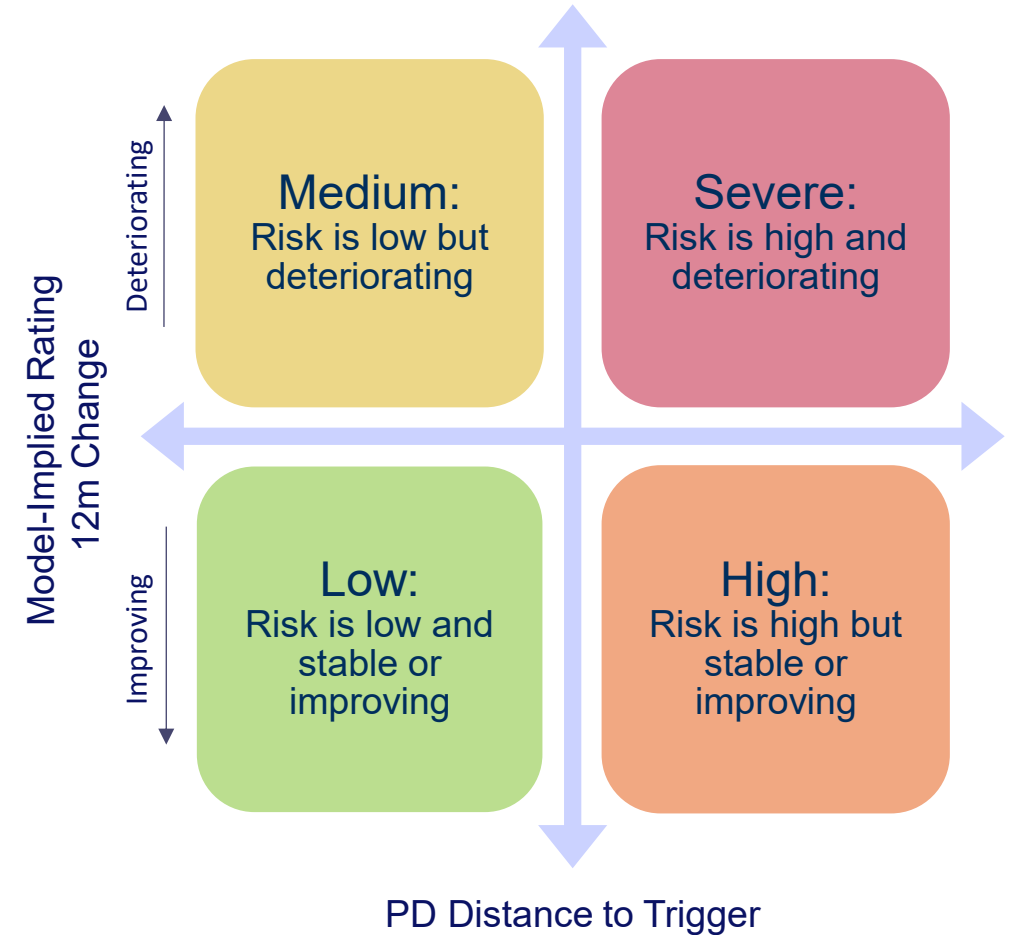 Model-Implied Rating
12m Change
Deteriorating
Improving
Medium:
Risk is low but
deteriorating
Severe:
Risk is high and
deteriorating
Low:
Risk is low and
stable or
improving
High:
Risk is high but
stable or
improving
PD Distance to Trigger